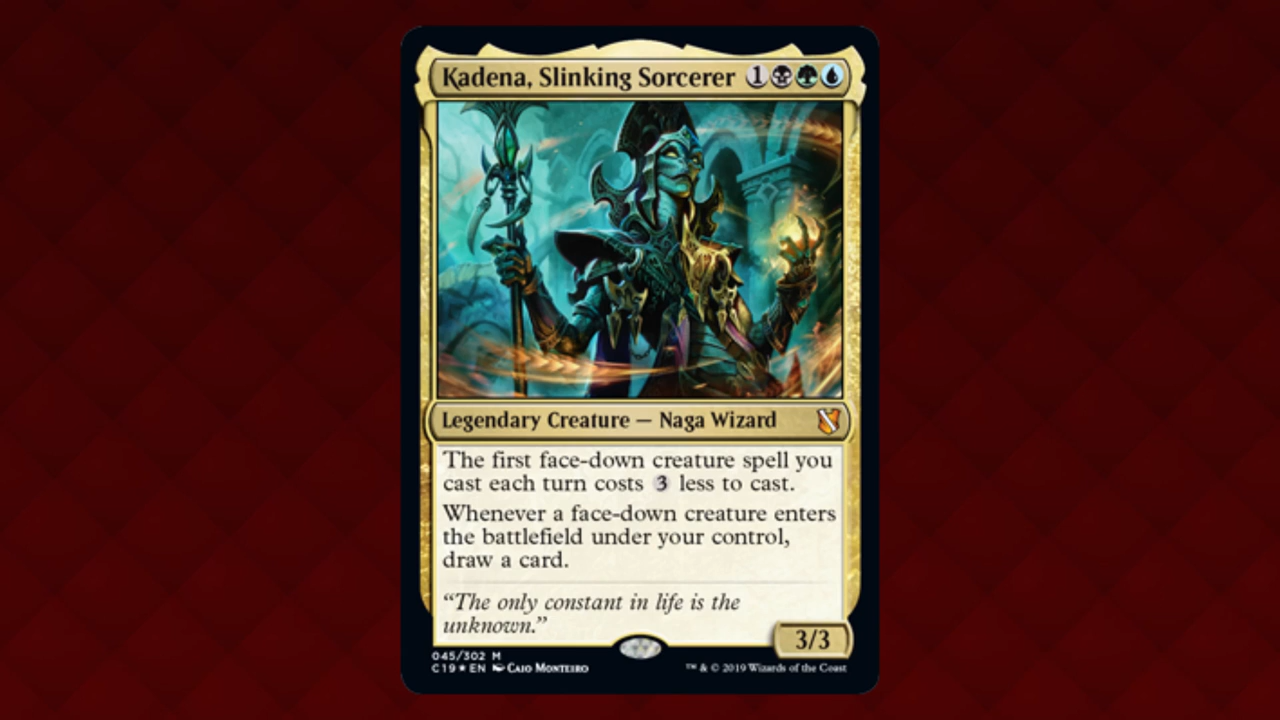 Kadena, Slinking Sorcerer 1
Legendary Creature — Naga Wizard
The first face-down creature spell you
cast each turn costs 3 less to cast.
Whenever a face-down creature enters
the battlefield under your control,
draw a card.
“The only constant in life is the
unknown.”
3/3
045/302 M
C19★EN Caio Monteiro
™ & © 2019 Wizards of the Coast